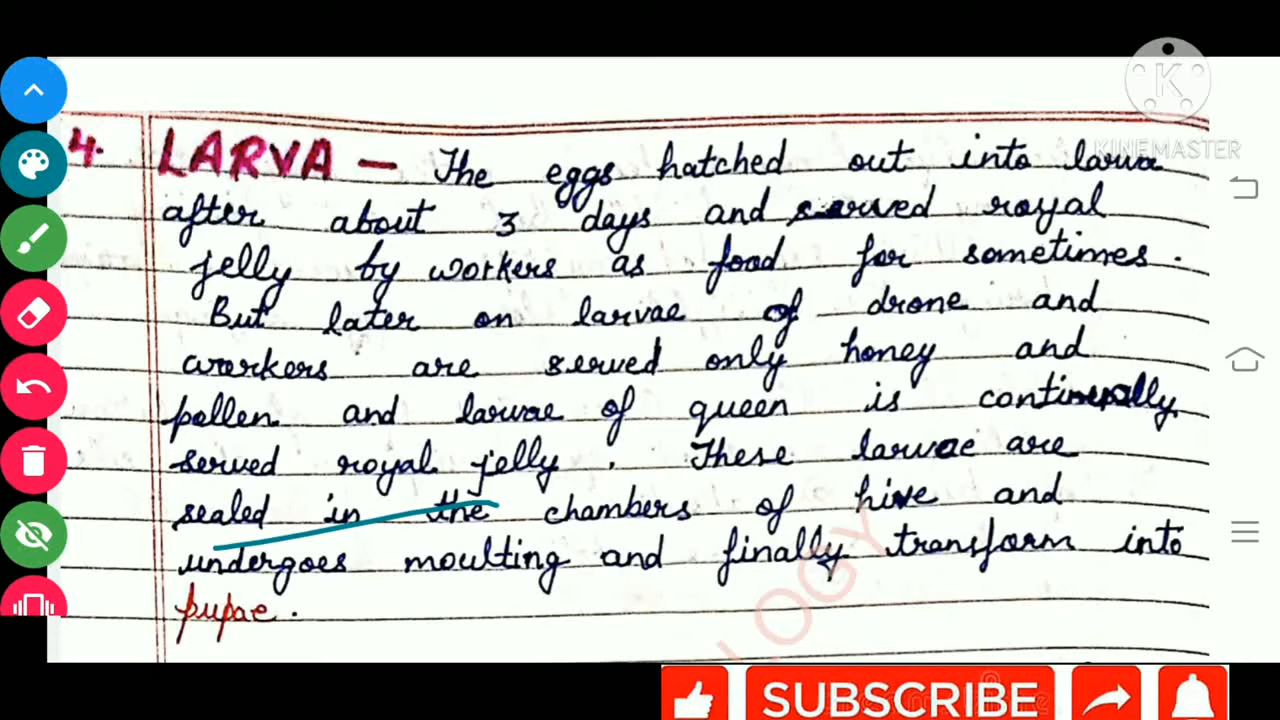 KINEMASTER
4. LARVA — The eggs hatched out into larva
after about 3 days and served royal
jelly by workers as food for sometimes.
But later on larvae of drone and
workers are served only honey and
pollen and larvae of queen is continually
served royal jelly. These larvae are
sealed in the chambers of hive and
undergoes moulting and finally transform into
pupae.
LOGY
SUBSCRIBE